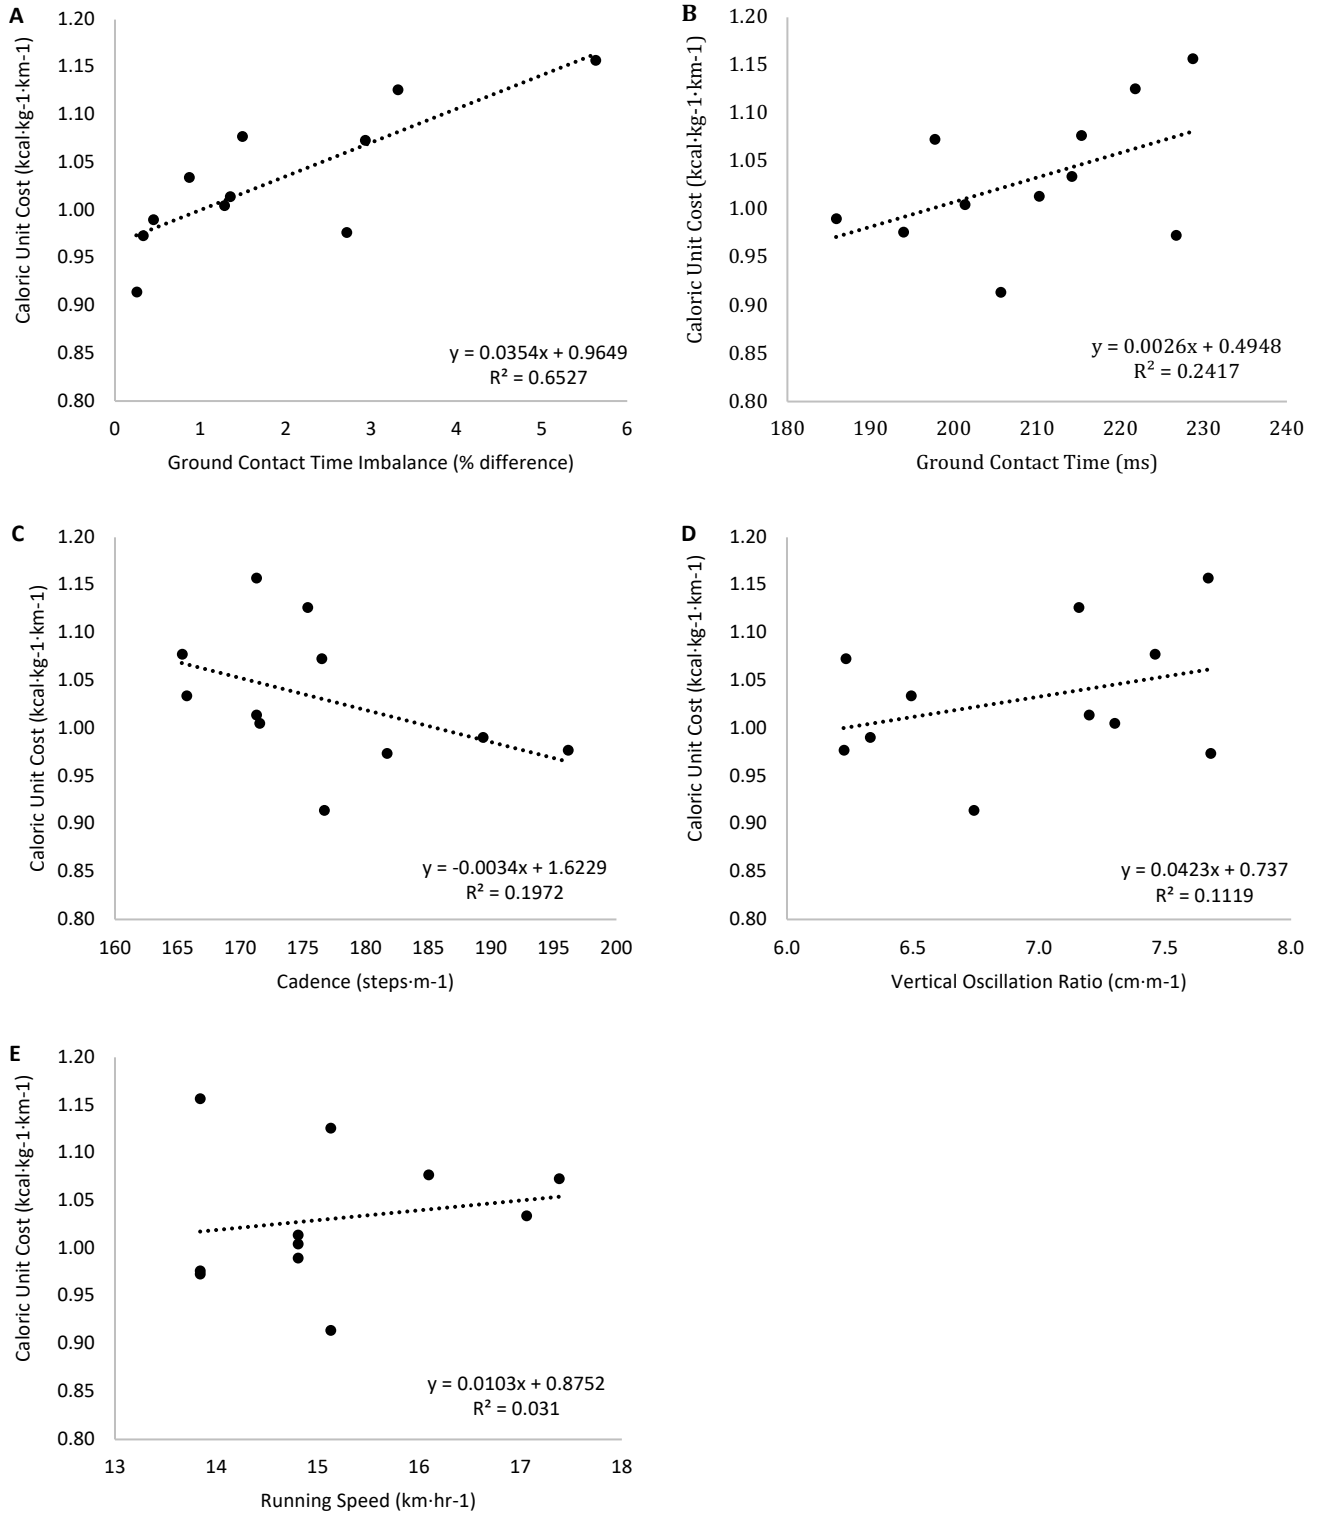 A
Caloric Unit Cost (kcal·kg-1·km-1)
1.20
1.15
1.10
1.05
1.00
0.95
0.90
0.85
0.80
y = 0.0354x + 0.9649
R² = 0.6527
0 1 2 3 4 5 6
Ground Contact Time Imbalance (% difference)
B
Caloric Unit Cost (kcal·kg-1·km-1)
1.20
1.15
1.10
1.05
1.00
0.95
0.90
0.85
0.80
y = 0.0026x + 0.4948
R² = 0.2417
180 190 200 210 220 230 240
Ground Contact Time (ms)
C
Caloric Unit Cost (kcal·kg-1·km-1)
1.20
1.15
1.10
1.05
1.00
0.95
0.90
0.85
0.80
y = -0.0034x + 1.6229
R² = 0.1972
160 165 170 175 180 185 190 195 200
Cadence (steps·m-1)
D
Caloric Unit Cost (kcal·kg-1·km-1)
1.20
1.15
1.10
1.05
1.00
0.95
0.90
0.85
0.80
y = 0.0423x + 0.737
R² = 0.1119
6.0 6.5 7.0 7.5 8.0
Vertical Oscillation Ratio (cm·m-1)
E
Caloric Unit Cost (kcal·kg-1·km-1)
1.20
1.15
1.10
1.05
1.00
0.95
0.90
0.85
0.80
y = 0.0103x + 0.8752
R² = 0.031
13 14 15 16 17 18
Running Speed (km·hr-1)